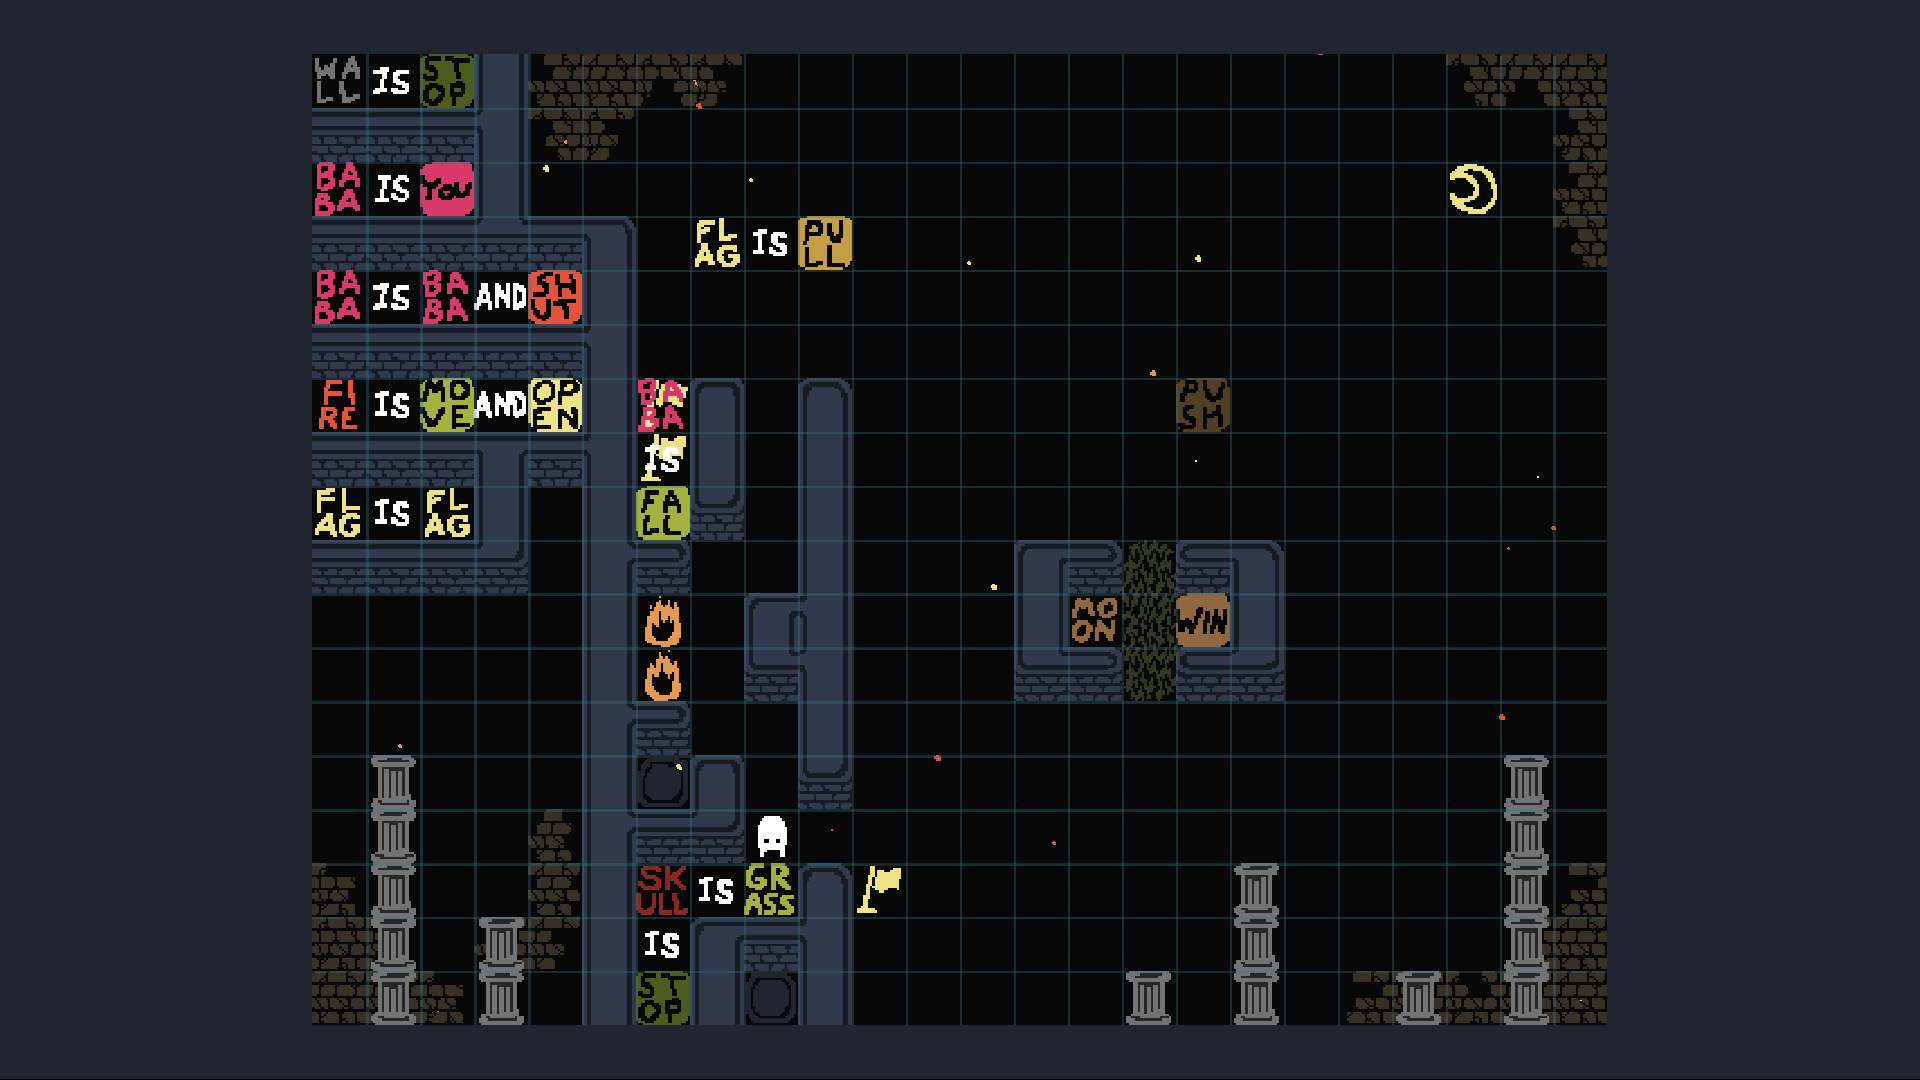 WALL IS STOP
BABA IS YOU
FLAG IS PULL
BABA IS BABA AND SHUT
FIRE IS MOVE AND OPEN
BABA
PUSH
IS
FLAG IS FLAG
FALL
MOON
WIN
SKULL IS GRASS
IS
STOP